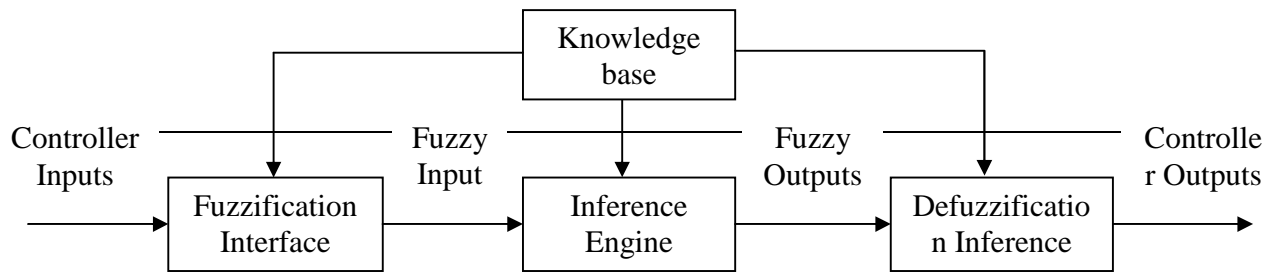 Knowledge
base
Controller
Inputs
Fuzzy
Input
Fuzzy
Outputs
Controlle
r Outputs
Fuzzification
Interface
Inference
Engine
Defuzzificatio
n Inference